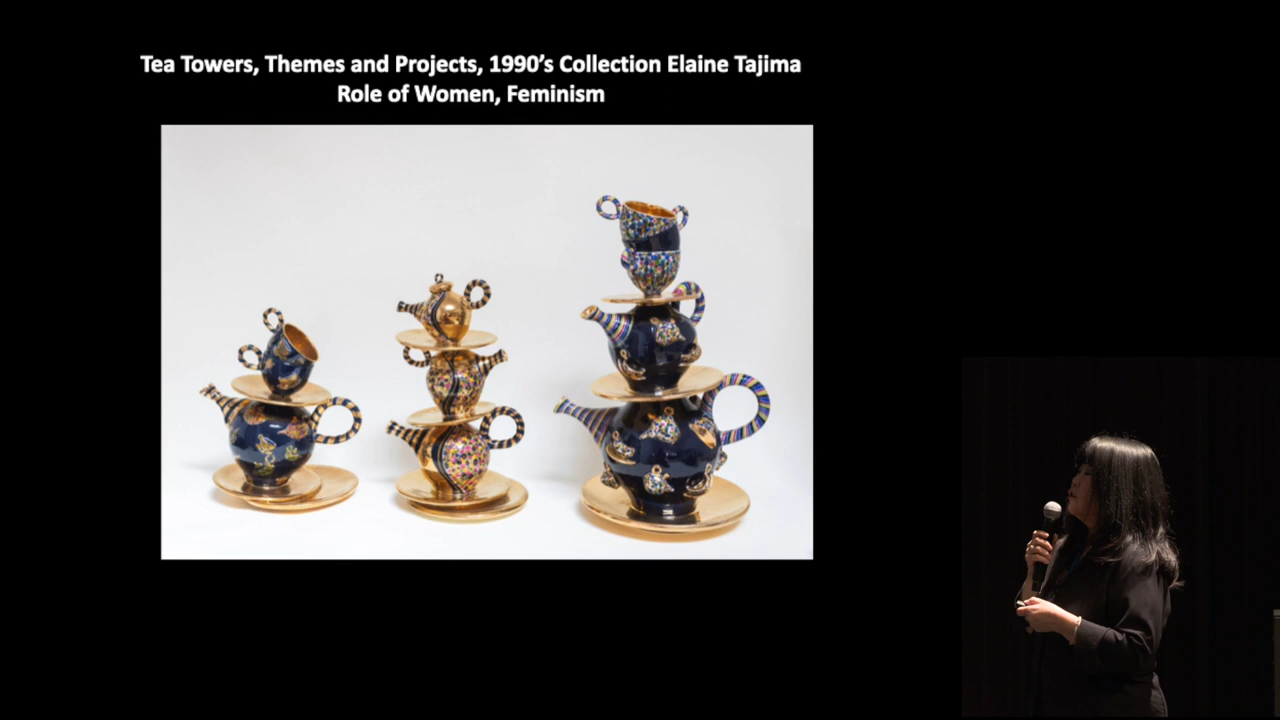 Tea Towers, Themes and Projects, 1990’s Collection Elaine Tajima
Role of Women, Feminism